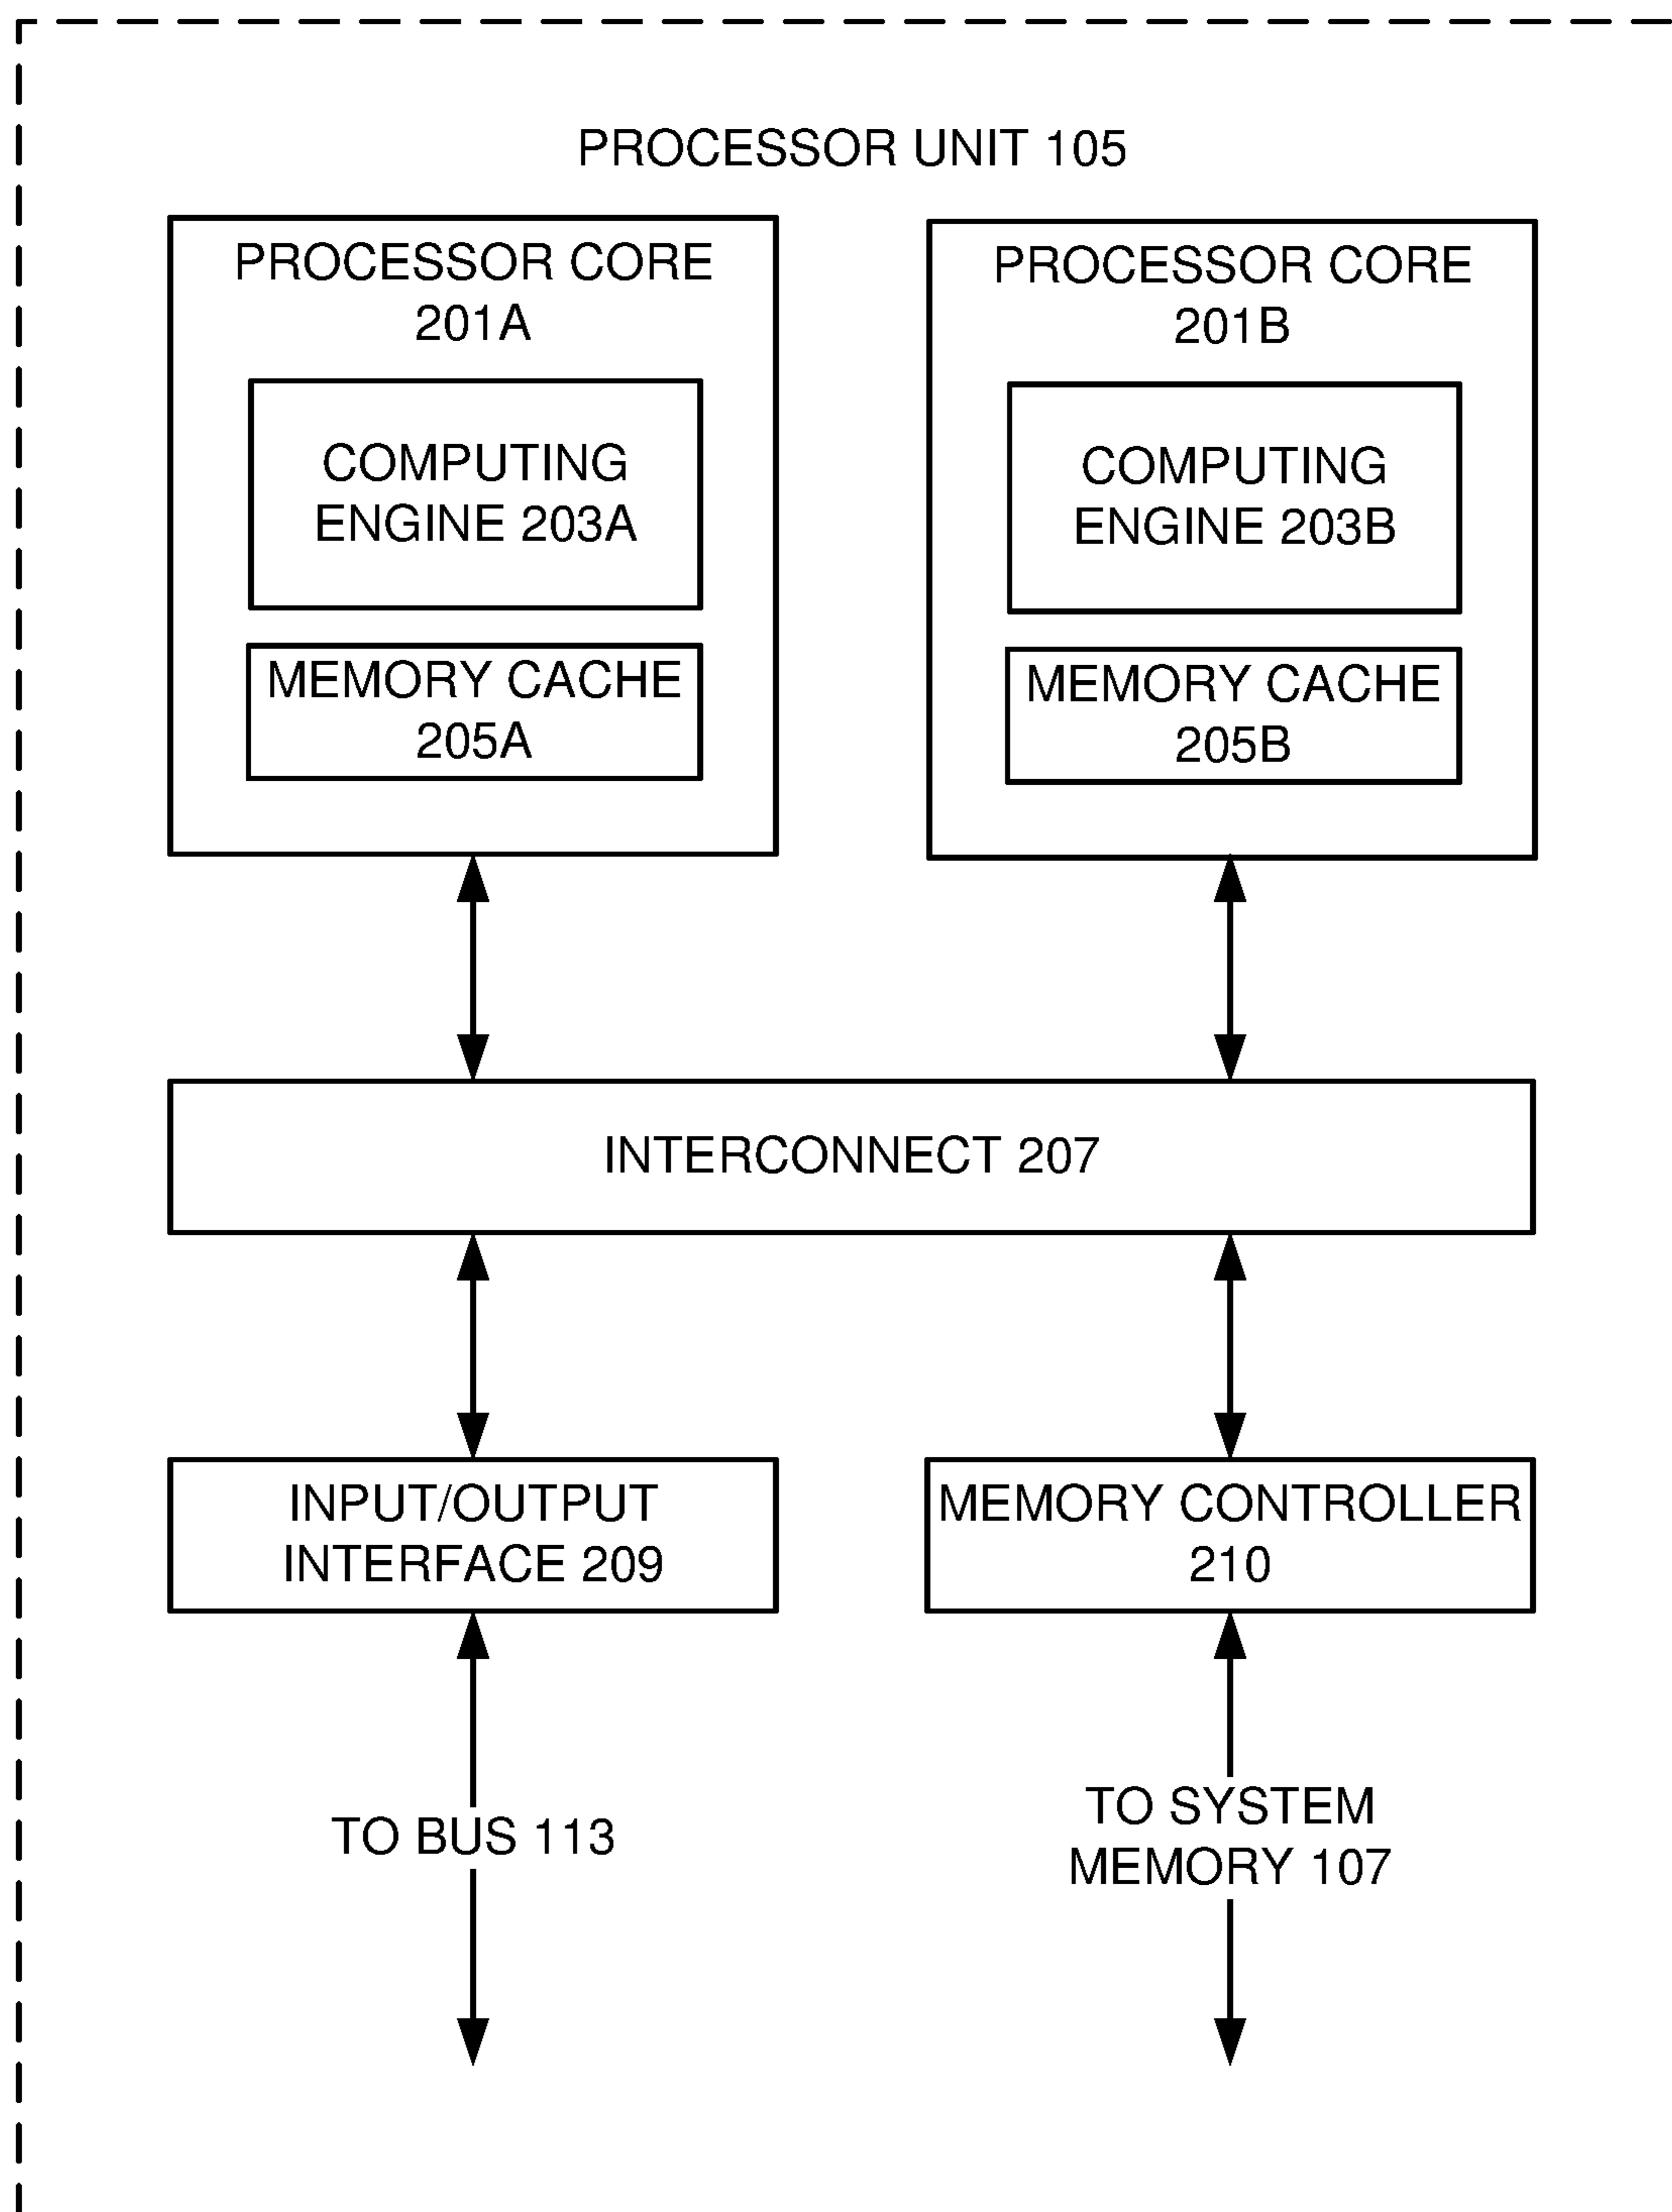 PROCESSOR UNIT 105
PROCESSOR CORE
201A
COMPUTING
ENGINE 203A
MEMORY CACHE
205A
PROCESSOR CORE
201B
COMPUTING
ENGINE 203B
MEMORY CACHE
205B
INTERCONNECT 207
INPUT/OUTPUT
INTERFACE 209
MEMORY CONTROLLER
210
TO BUS 113
TO SYSTEM
MEMORY 107